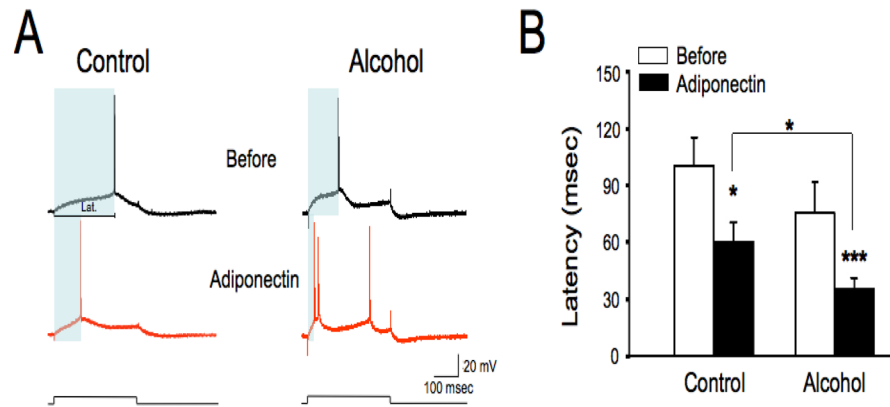 A
Control
Alcohol
Before
Lat.
Adiponectin
20 mV
100 msec
B
Before
Adiponectin
Latency (msec)
150
120
90
60
30
0
*
*
***
Control
Alcohol